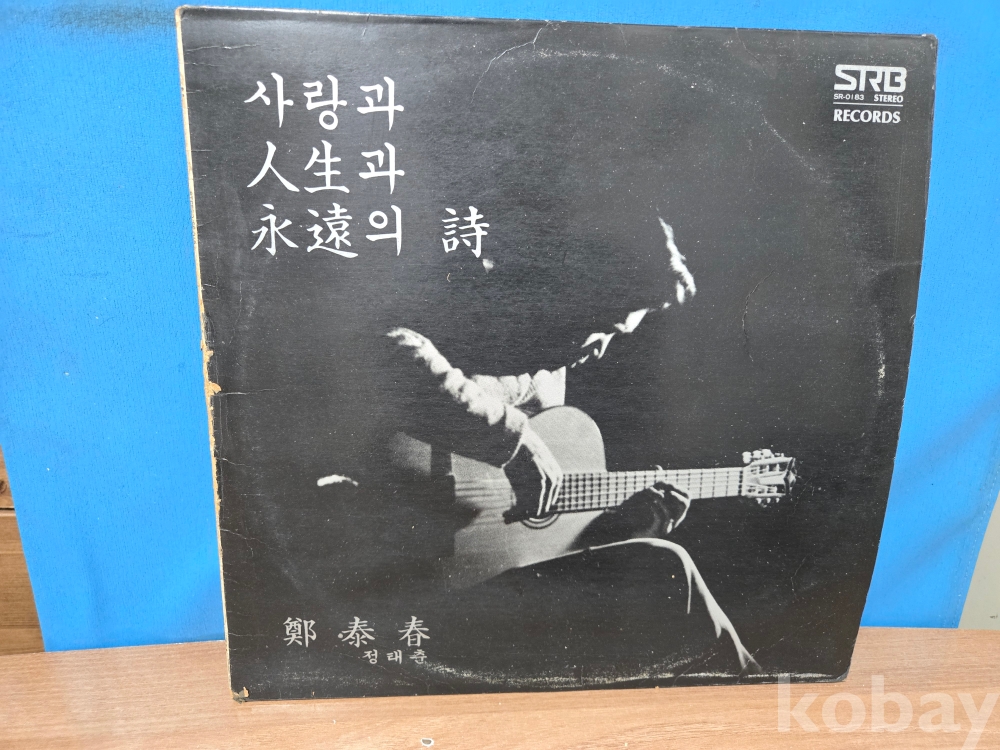 사랑과
人生과
永遠의 詩
SRB
SR-0183 STEREO
RECORDS
鄭泰春
정태춘
kobay